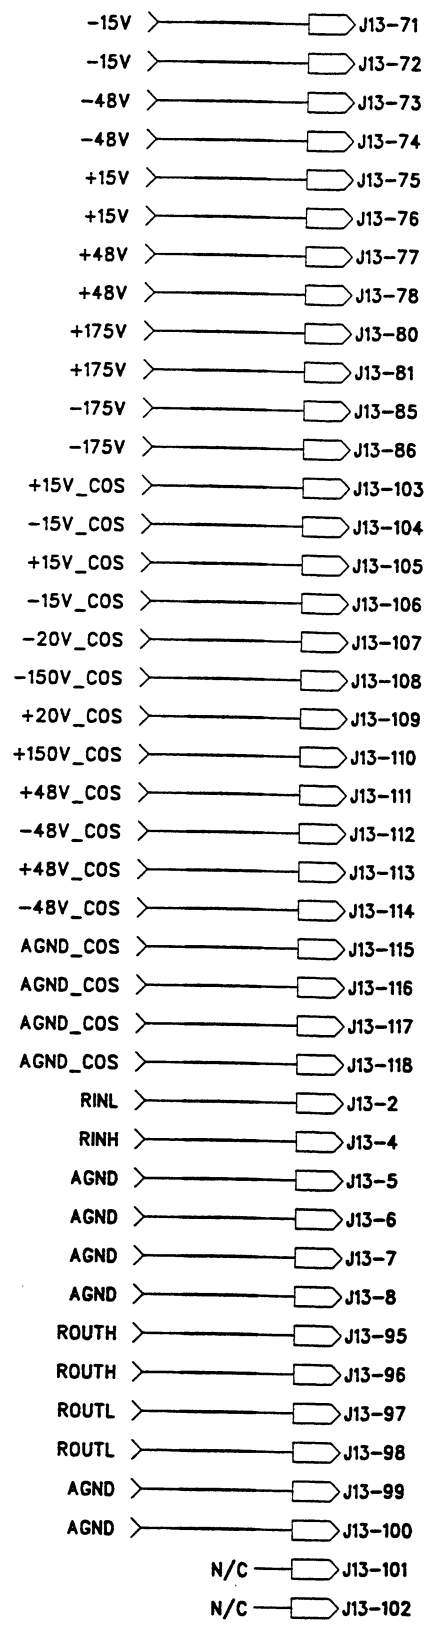 -15V J13-71
-15V J13-72
-48V J13-73
-48V J13-74
+15V J13-75
+15V J13-76
+48V J13-77
+48V J13-78
+175V J13-80
+175V J13-81
-175V J13-85
-175V J13-86
+15V_COS J13-103
-15V_COS J13-104
+15V_COS J13-105
-15V_COS J13-106
-20V_COS J13-107
-150V_COS J13-108
+20V_COS J13-109
+150V_COS J13-110
+48V_COS J13-111
-48V_COS J13-112
+48V_COS J13-113
-48V_COS J13-114
AGND_COS J13-115
AGND_COS J13-116
AGND_COS J13-117
AGND_COS J13-118
RINL J13-2
RINH J13-4
AGND J13-5
AGND J13-6
AGND J13-7
AGND J13-8
ROUTH J13-95
ROUTH J13-96
ROUTL J13-97
ROUTL J13-98
AGND J13-99
AGND J13-100
N/C J13-101
N/C J13-102